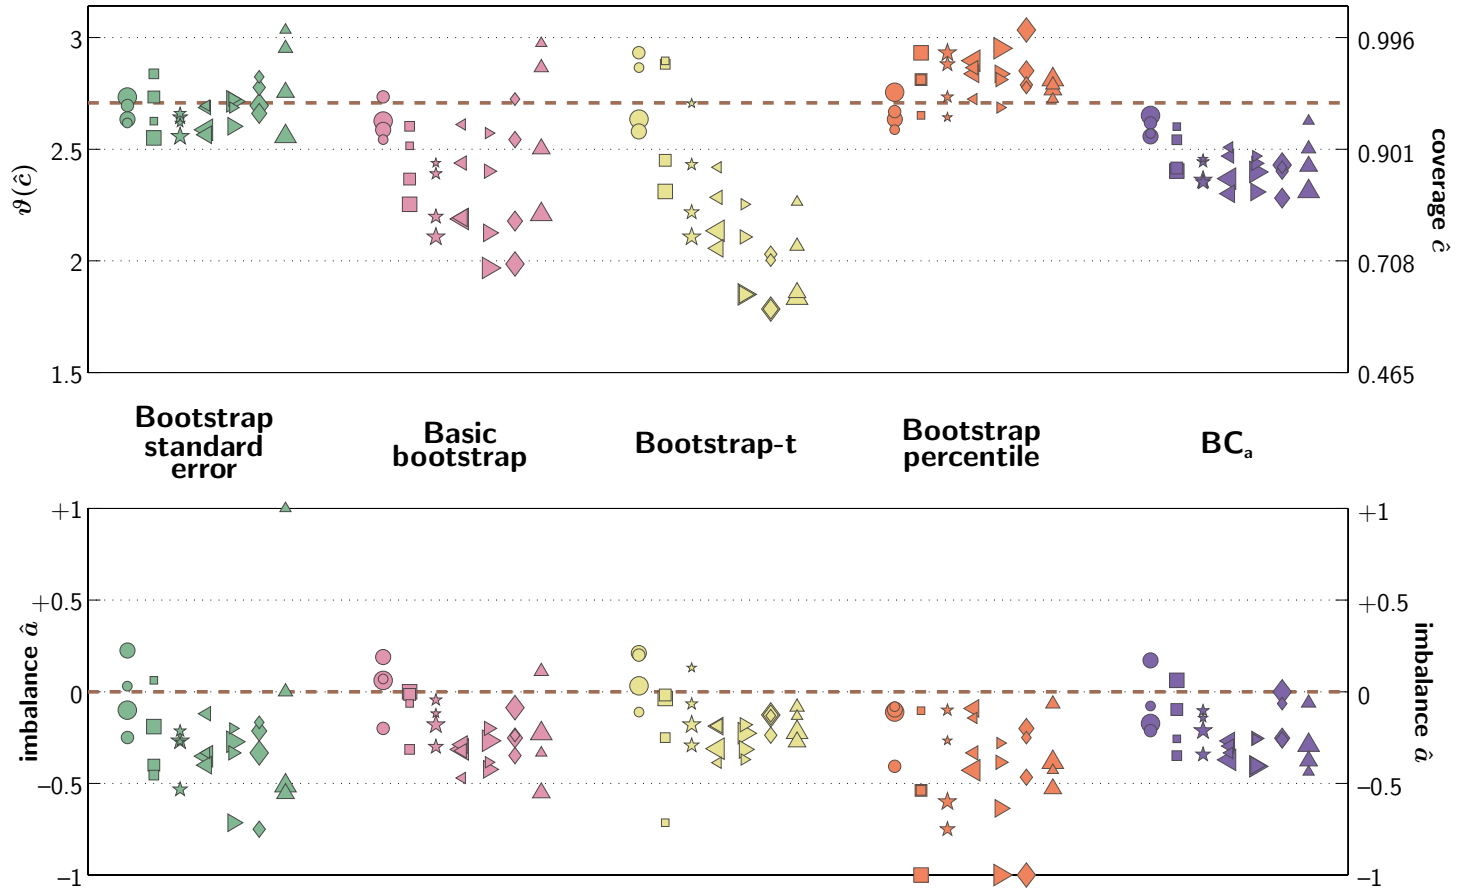 3
2.5
2
1.5
ϑ(ĉ)
0.996
0.901
0.708
0.465
coverage ĉ
Bootstrap
standard
error
Basic
bootstrap
Bootstrap-t
Bootstrap
percentile
BCₐ
+1
+0.5
0
−0.5
−1
imbalance â
+1
+0.5
0
−0.5
−1
imbalance â